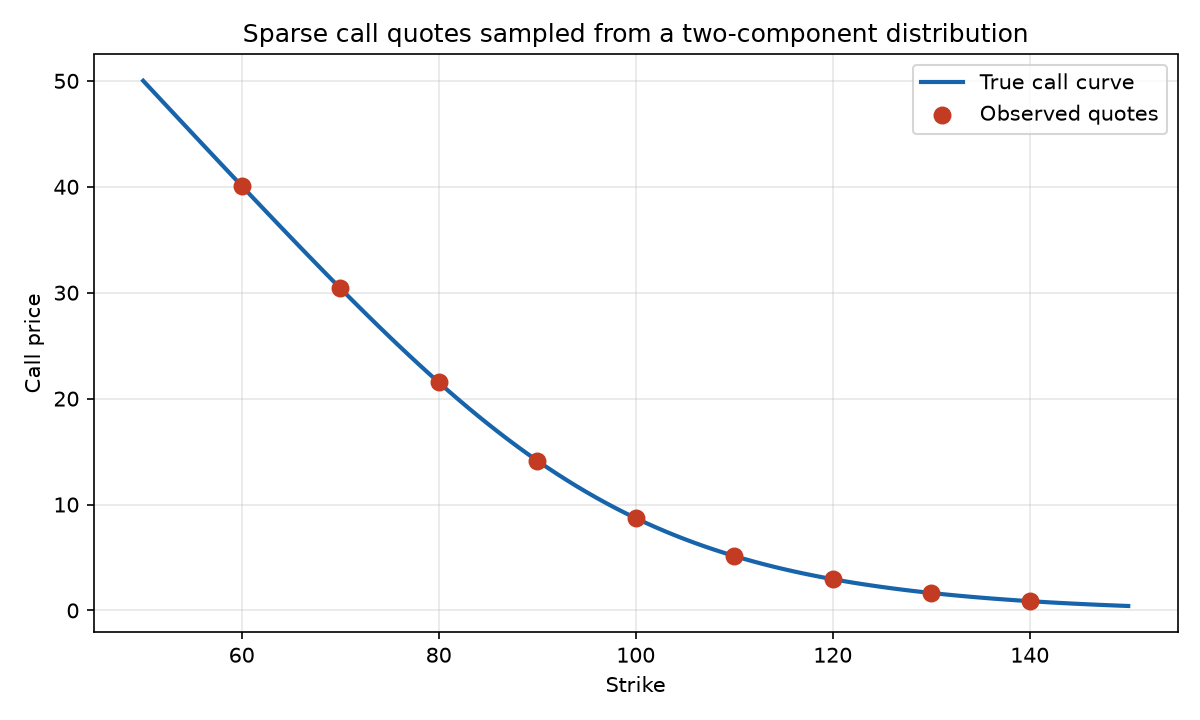 Sparse call quotes sampled from a two-component distribution
True call curve
Observed quotes
Call price
50
40
30
20
10
0
60 80 100 120 140
Strike